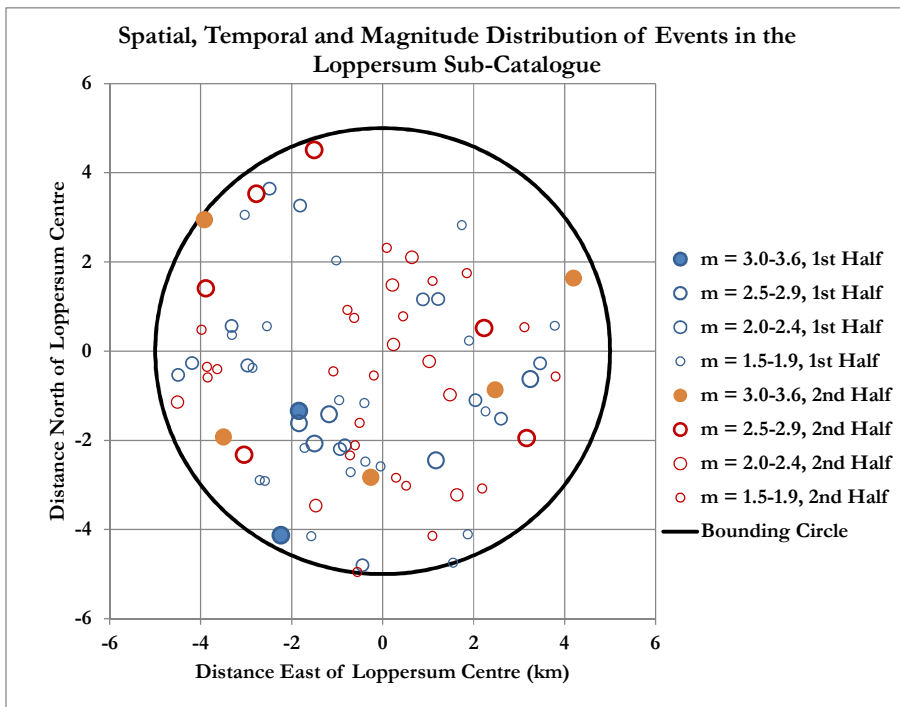 Spatial, Temporal and Magnitude Distribution of Events in the
Loppersum Sub-Catalogue
Distance North of Loppersum Centre
6
4
2
0
-2
-4
-6
-6 -4 -2 0 2 4 6
Distance East of Loppersum Centre (km)
m = 3.0-3.6, 1st Half
m = 2.5-2.9, 1st Half
m = 2.0-2.4, 1st Half
m = 1.5-1.9, 1st Half
m = 3.0-3.6, 2nd Half
m = 2.5-2.9, 2nd Half
m = 2.0-2.4, 2nd Half
m = 1.5-1.9, 2nd Half
Bounding Circle